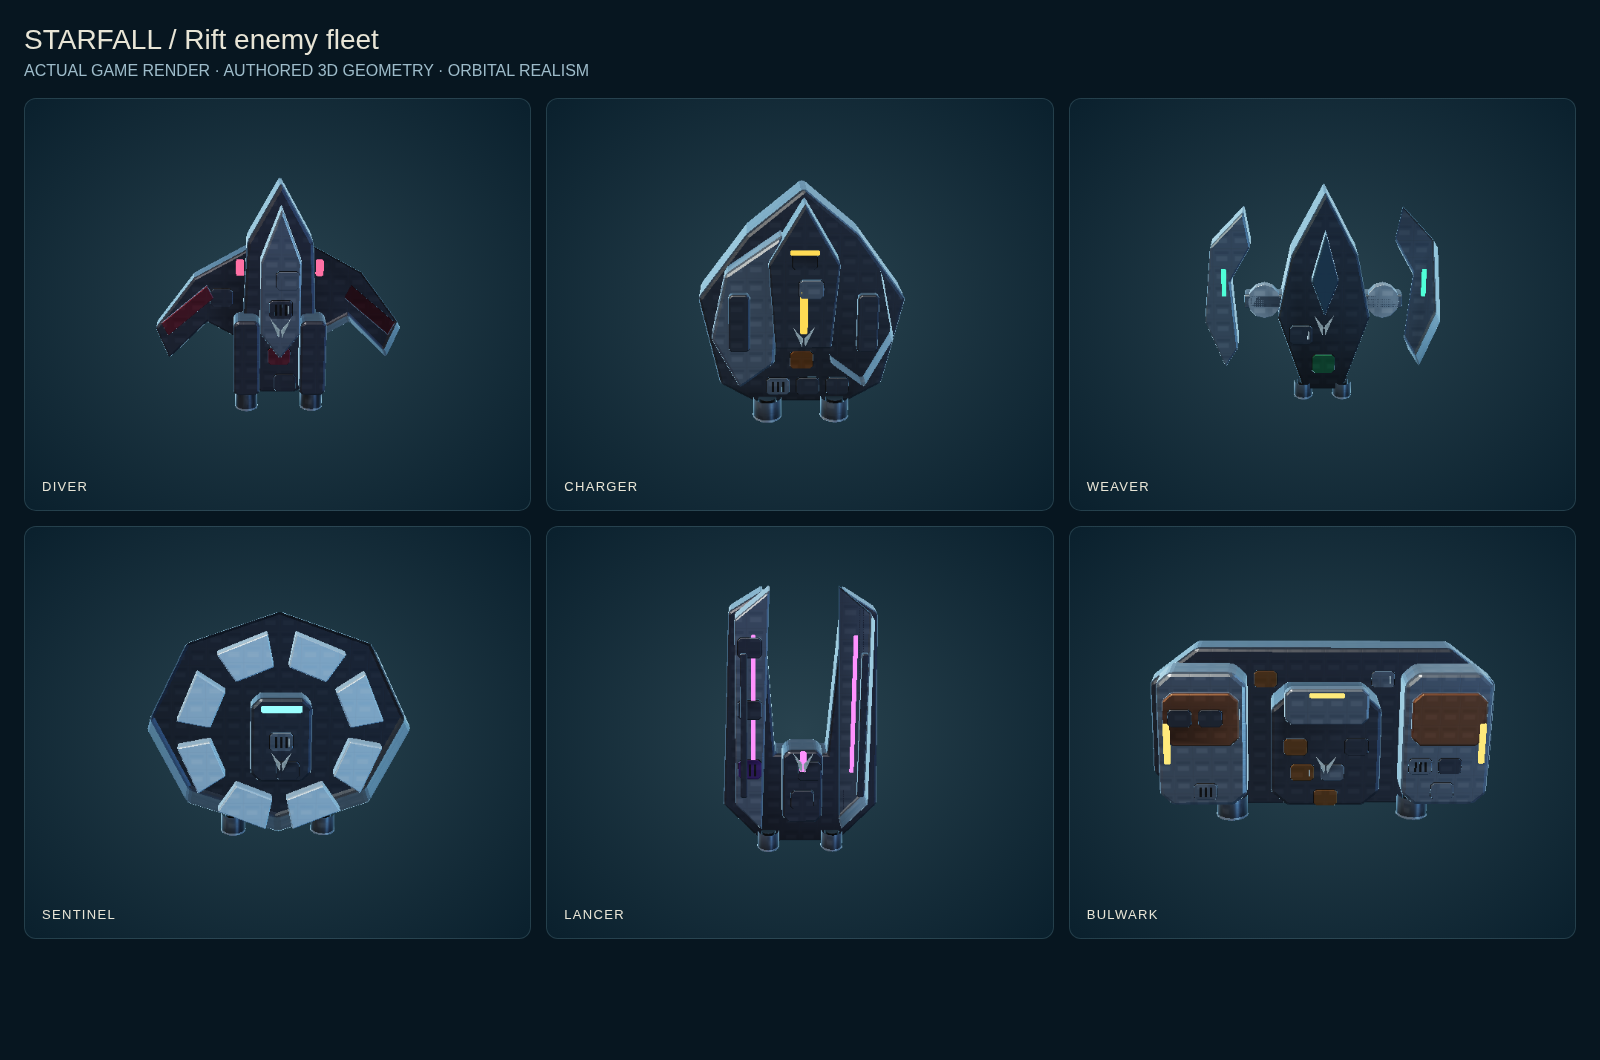 STARFALL / Rift enemy fleet
ACTUAL GAME RENDER · AUTHORED 3D GEOMETRY · ORBITAL REALISM
DIVER
CHARGER
WEAVER
SENTINEL
LANCER
BULWARK